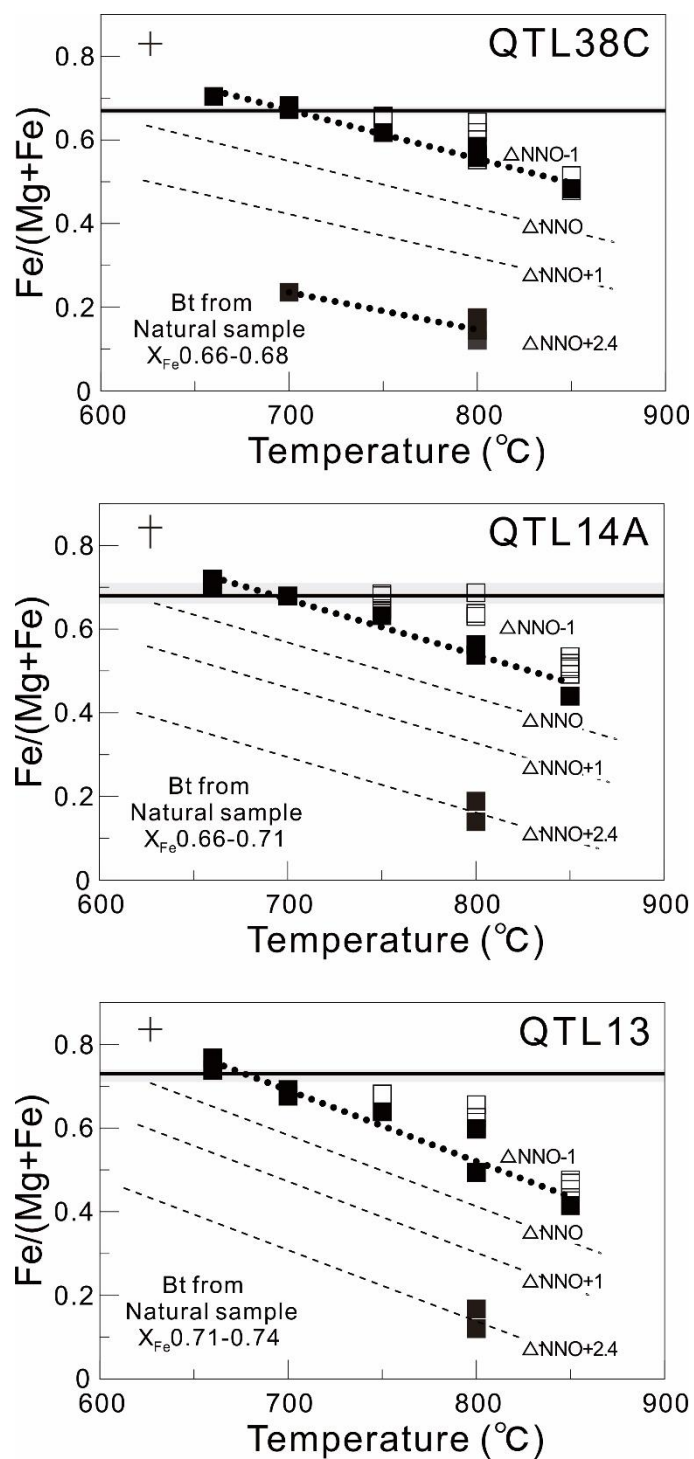 QTL38C
0.8
0.6
0.4
0.2
0
Fe/(Mg+Fe)
△NNO-1
△NNO
△NNO+1
△NNO+2.4
Bt from
Natural sample
XFe0.66-0.68
600 700 800 900
Temperature (℃)
QTL14A
0.8
0.6
0.4
0.2
0
Fe/(Mg+Fe)
△NNO-1
△NNO
△NNO+1
△NNO+2.4
Bt from
Natural sample
XFe0.66-0.71
600 700 800 900
Temperature (℃)
QTL13
0.8
0.6
0.4
0.2
0
Fe/(Mg+Fe)
△NNO-1
△NNO
△NNO+1
△NNO+2.4
Bt from
Natural sample
XFe0.71-0.74
600 700 800 900
Temperature (℃)